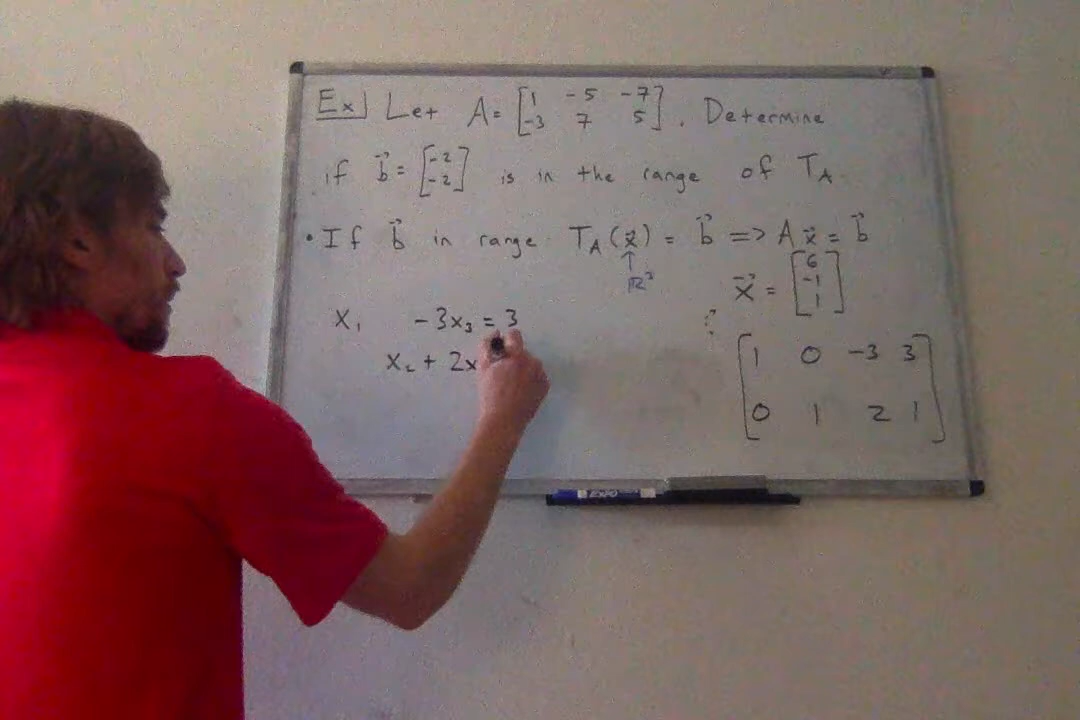 Ex] Let A = [1 -5 -7
-3 7 5]. Determine
if b⃗ = [-2
-2] is in the range of T_A
• If b⃗ in range T_A(x⃗) = b⃗ => A x⃗ = b⃗
↑
ℝ³
x⃗ = [6
-1
1]
x₁ -3x₃ = 3
x₂ + 2x
[1 0 -3 3
0 1 2 1]
EXPO